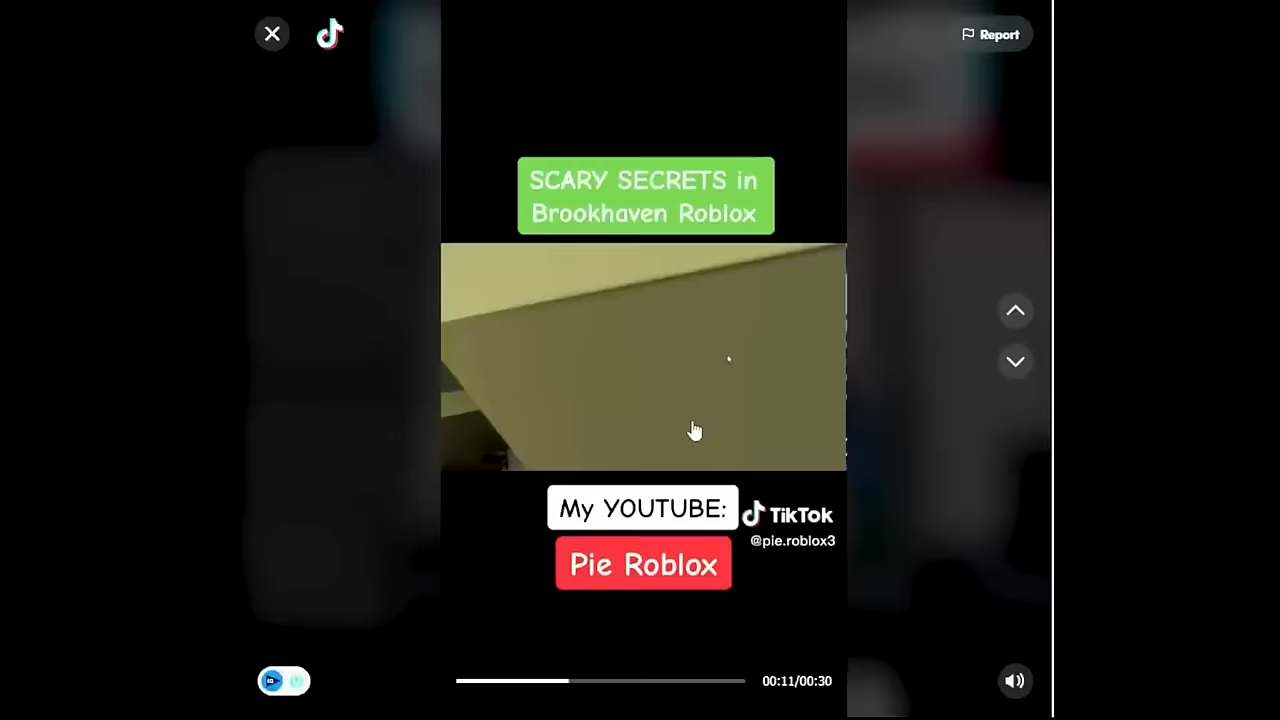 Report
SCARY SECRETS in
Brookhaven Roblox
My YOUTUBE:
TikTok
@pie.roblox3
Pie Roblox
00:11/00:30